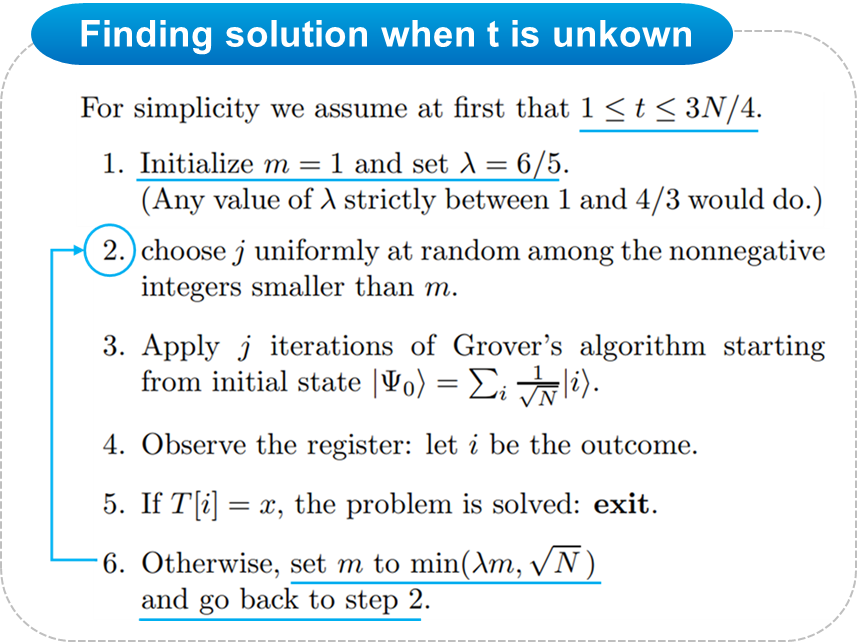 Finding solution when t is unkown
For simplicity we assume at first that 1 ≤ t ≤ 3N/4.
1. Initialize m = 1 and set λ = 6/5.
(Any value of λ strictly between 1 and 4/3 would do.)
2. choose j uniformly at random among the nonnegative
integers smaller than m.
3. Apply j iterations of Grover's algorithm starting
from initial state |Ψ₀⟩ = ∑ᵢ 1/√N |i⟩.
4. Observe the register: let i be the outcome.
5. If T[i] = x, the problem is solved: exit.
6. Otherwise, set m to min(λm, √N)
and go back to step 2.